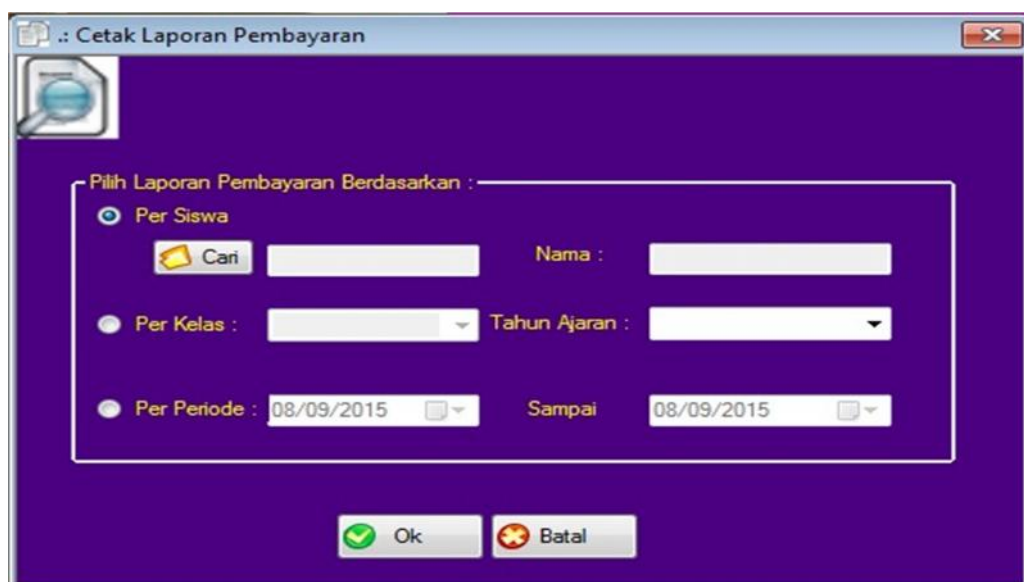 .: Cetak Laporan Pembayaran
Pilih Laporan Pembayaran Berdasarkan :
Per Siswa
Cari Nama :
Per Kelas : Tahun Ajaran :
Per Periode : 08/09/2015 Sampai 08/09/2015
Ok Batal